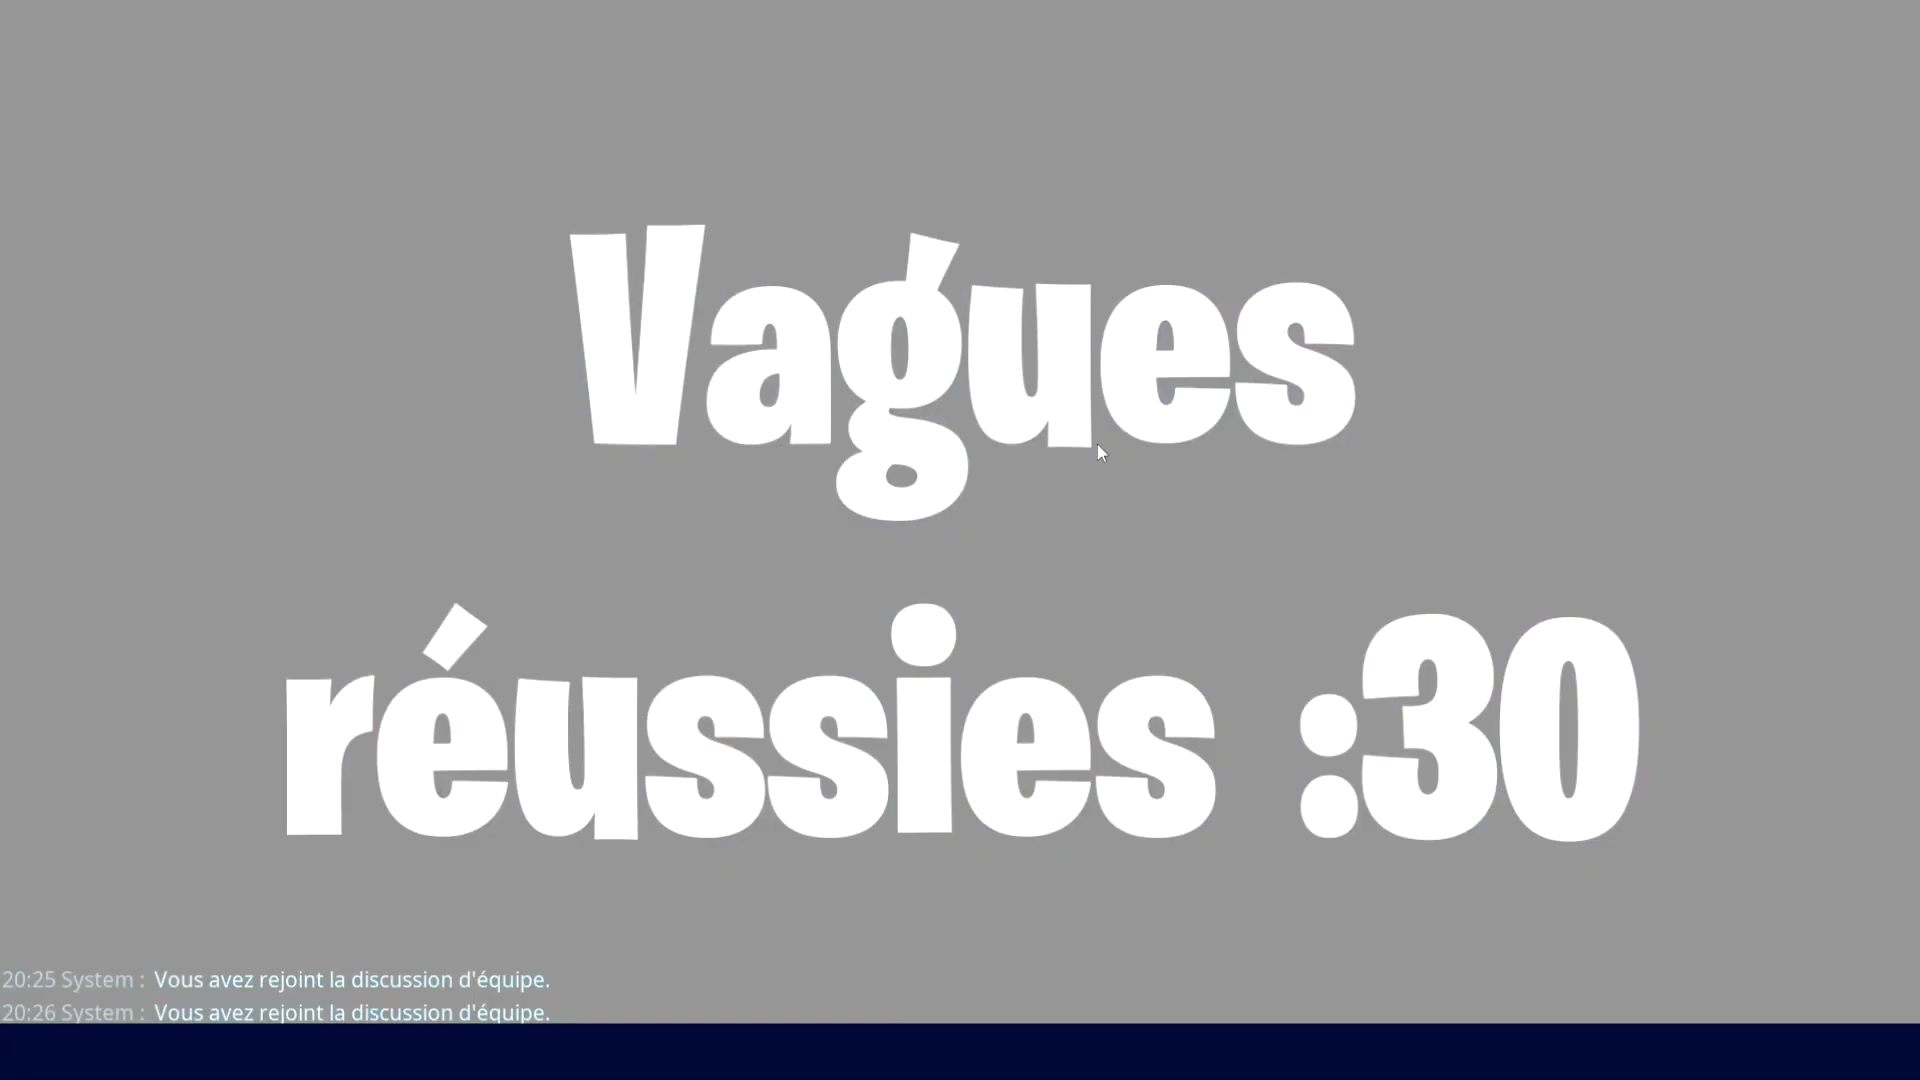 Vagues
réussies :30
20:25 System : Vous avez rejoint la discussion d'équipe.
20:26 System : Vous avez rejoint la discussion d'équipe.